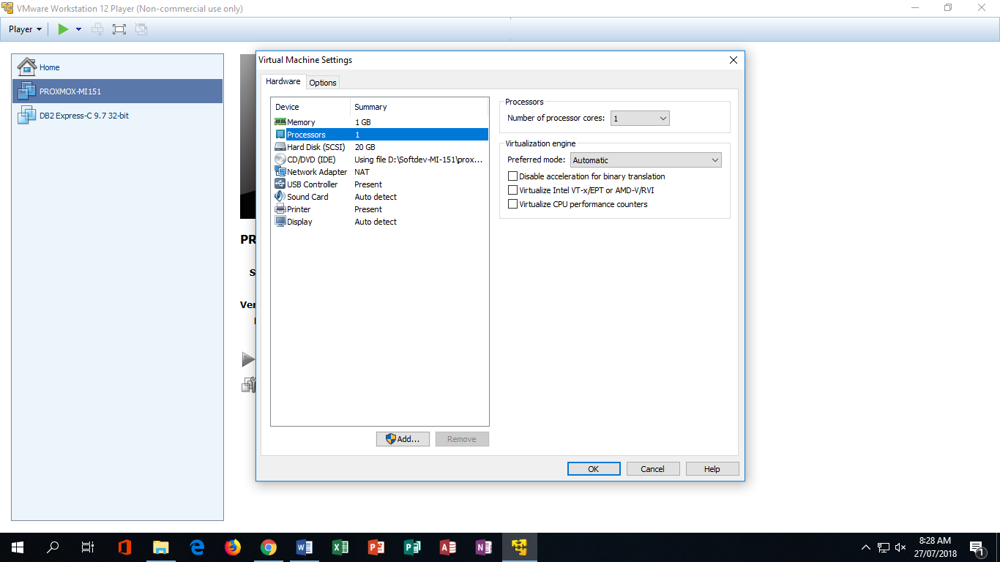 VMware Workstation 12 Player (Non-commercial use only)
Player
Home
PROXMOX-MI151
DB2 Express-C 9.7 32-bit
PR
S
Ver
Virtual Machine Settings
Hardware Options
Device Summary
Memory 1 GB
Processors 1
Hard Disk (SCSI) 20 GB
CD/DVD (IDE) Using file D:\Softdev-MI-151\prox...
Network Adapter NAT
USB Controller Present
Sound Card Auto detect
Printer Present
Display Auto detect
Add... Remove
Processors
Number of processor cores: 1
Virtualization engine
Preferred mode: Automatic
Disable acceleration for binary translation
Virtualize Intel VT-x/EPT or AMD-V/RVI
Virtualize CPU performance counters
OK Cancel Help
8:28 AM
27/07/2018
1